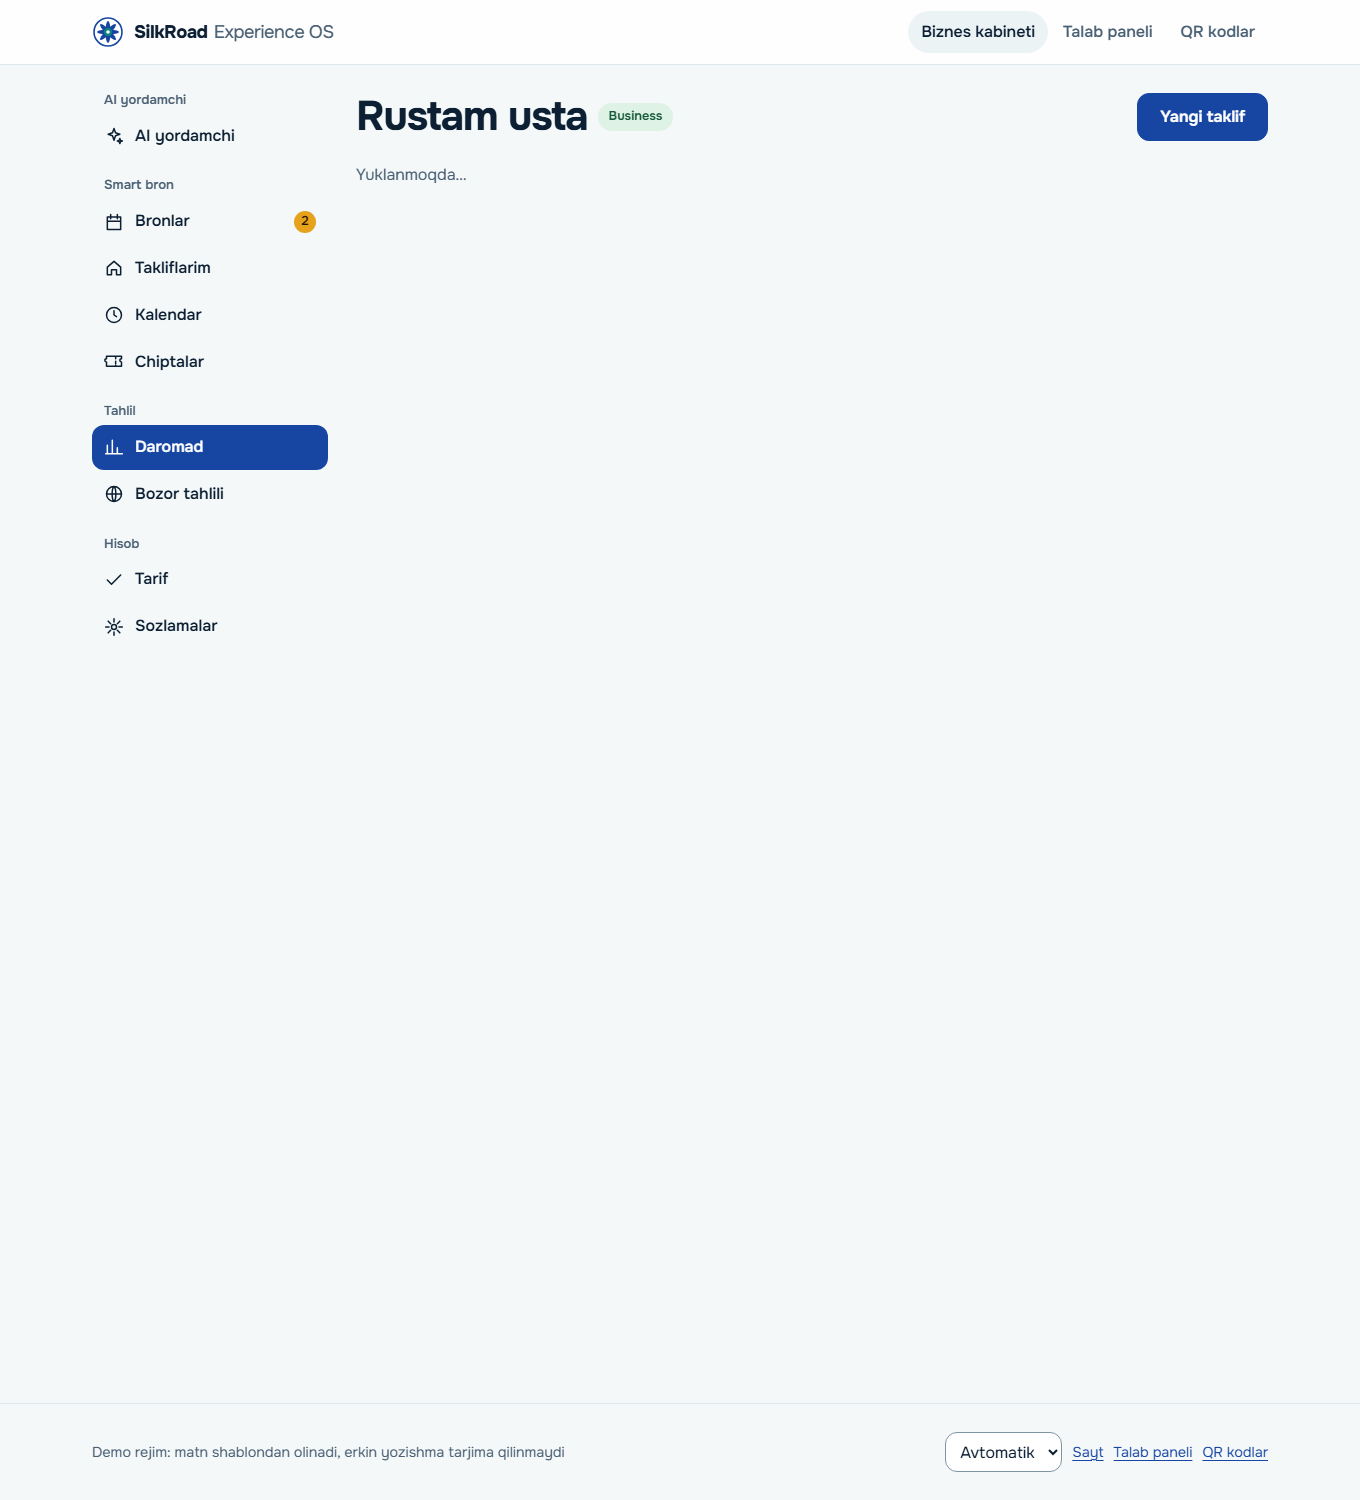 SilkRoad Experience OS
Biznes kabineti
Talab paneli
QR kodlar
AI yordamchi
AI yordamchi
Smart bron
Bronlar 2
Takliflarim
Kalendar
Chiptalar
Tahlil
Daromad
Bozor tahlili
Hisob
Tarif
Sozlamalar
Rustam usta Business
Yangi taklif
Yuklanmoqda...
Demo rejim: matn shablondan olinadi, erkin yozishma tarjima qilinmaydi
Avtomatik
Sayt
Talab paneli
QR kodlar